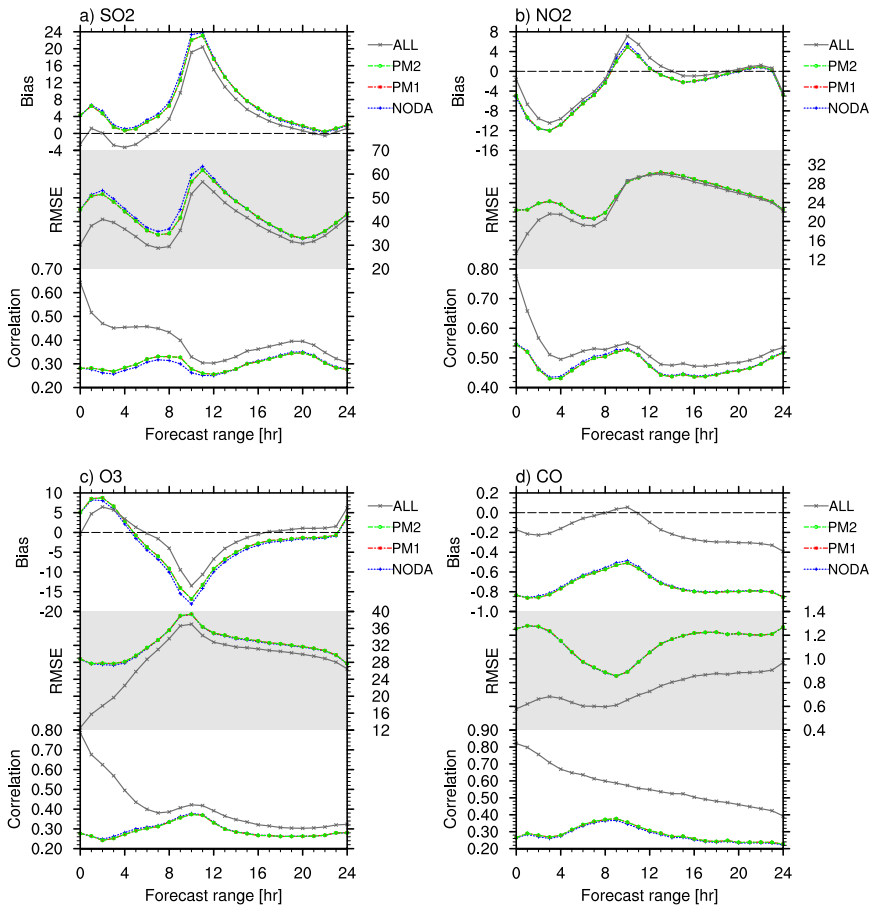 a) SO2
24
20
16
12
8
4
0
-4
Bias
70
60
50
40
30
20
RMSE
0.70
0.60
0.50
0.40
0.30
0.20
Correlation
0 4 8 12 16 20 24
Forecast range [hr]
ALL
PM2
PM1
NODA
b) NO2
8
4
0
-4
-8
-12
-16
Bias
32
28
24
20
16
12
RMSE
0.80
0.70
0.60
0.50
0.40
Correlation
0 4 8 12 16 20 24
Forecast range [hr]
ALL
PM2
PM1
NODA
c) O3
10
5
0
-5
-10
-15
-20
Bias
40
36
32
28
24
20
16
12
RMSE
0.80
0.70
0.60
0.50
0.40
0.30
0.20
Correlation
0 4 8 12 16 20 24
Forecast range [hr]
ALL
PM2
PM1
NODA
d) CO
0.2
0.0
-0.2
-0.4
-0.6
-0.8
-1.0
Bias
1.4
1.2
1.0
0.8
0.6
0.4
RMSE
0.90
0.80
0.70
0.60
0.50
0.40
0.30
0.20
Correlation
0 4 8 12 16 20 24
Forecast range [hr]
ALL
PM2
PM1
NODA